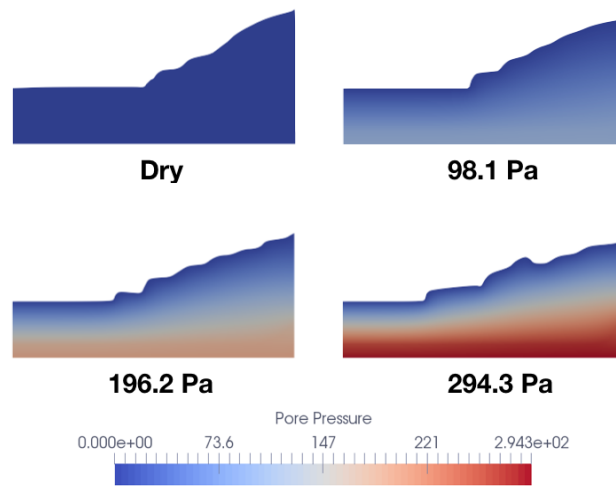 Dry
98.1 Pa
196.2 Pa
294.3 Pa
Pore Pressure
0.000e+00 73.6 147 221 2.943e+02